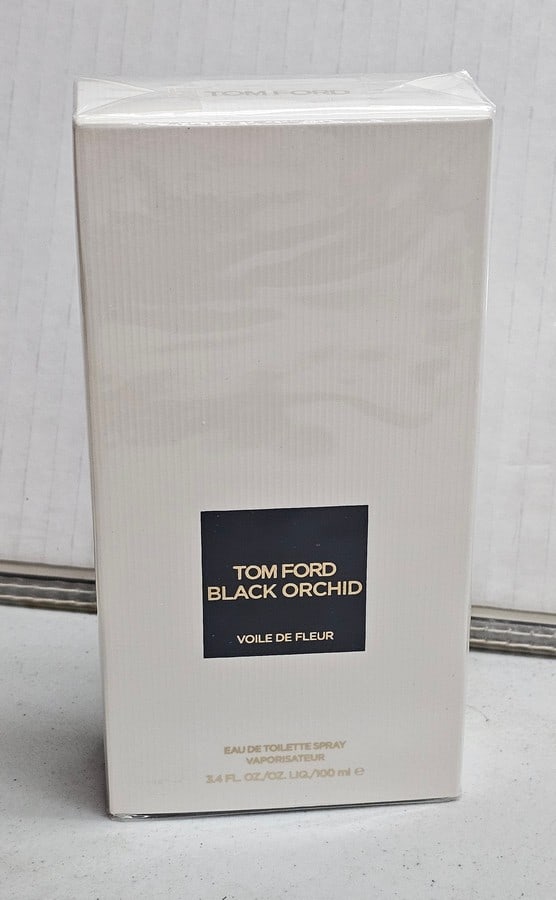 TOM FORD
TOM FORD
BLACK ORCHID
VOILE DE FLEUR
EAU DE TOILETTE SPRAY
VAPORISATEUR
3.4 FL. OZ./OZ. LIQ./100 ml ℮